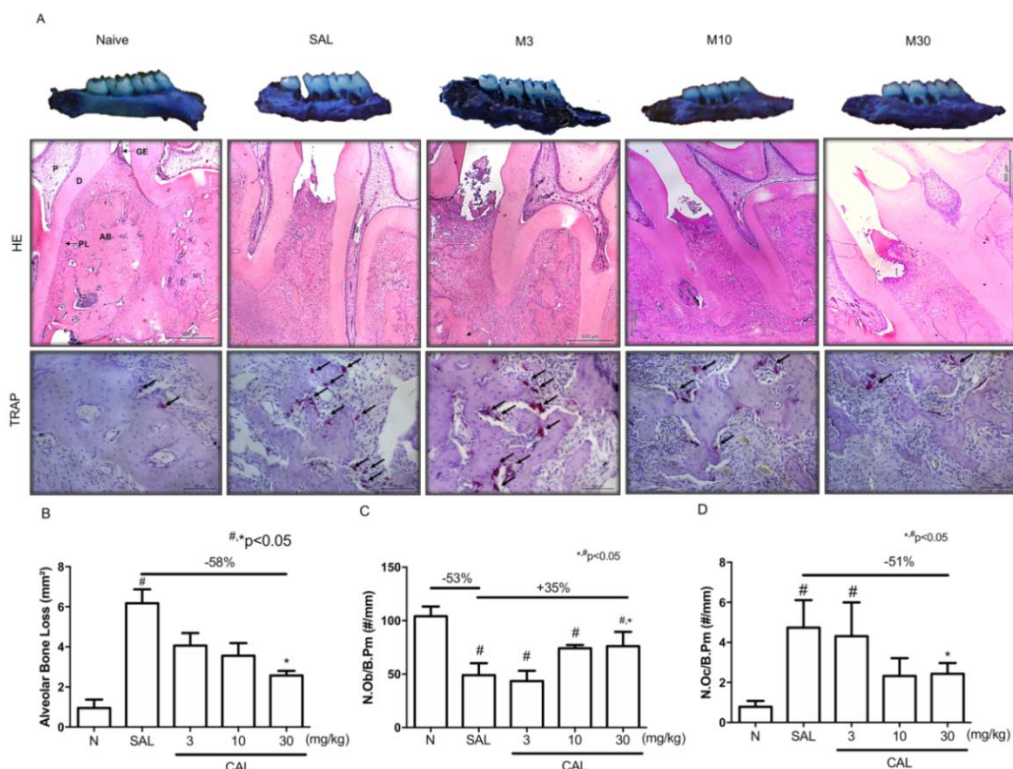 A
Naive SAL M3 M10 M30
HE
P
D
GE
AB
PL
TRAP
B
#,*p<0.05
-58%
Alveolar Bone Loss (mm²)
8
6
4
2
0
#
*
N SAL 3 10 30 (mg/kg)
CAL
C
*,#p<0.05
-53%
+35%
N.Ob/B.Pm (#/mm)
150
100
50
0
#
#
#
#,*
N SAL 3 10 30 (mg/kg)
CAL
D
*,#p<0.05
-51%
N.Oc/B.Pm (#/mm)
8
6
4
2
0
#
#
*
N SAL 3 10 30 (mg/kg)
CAL